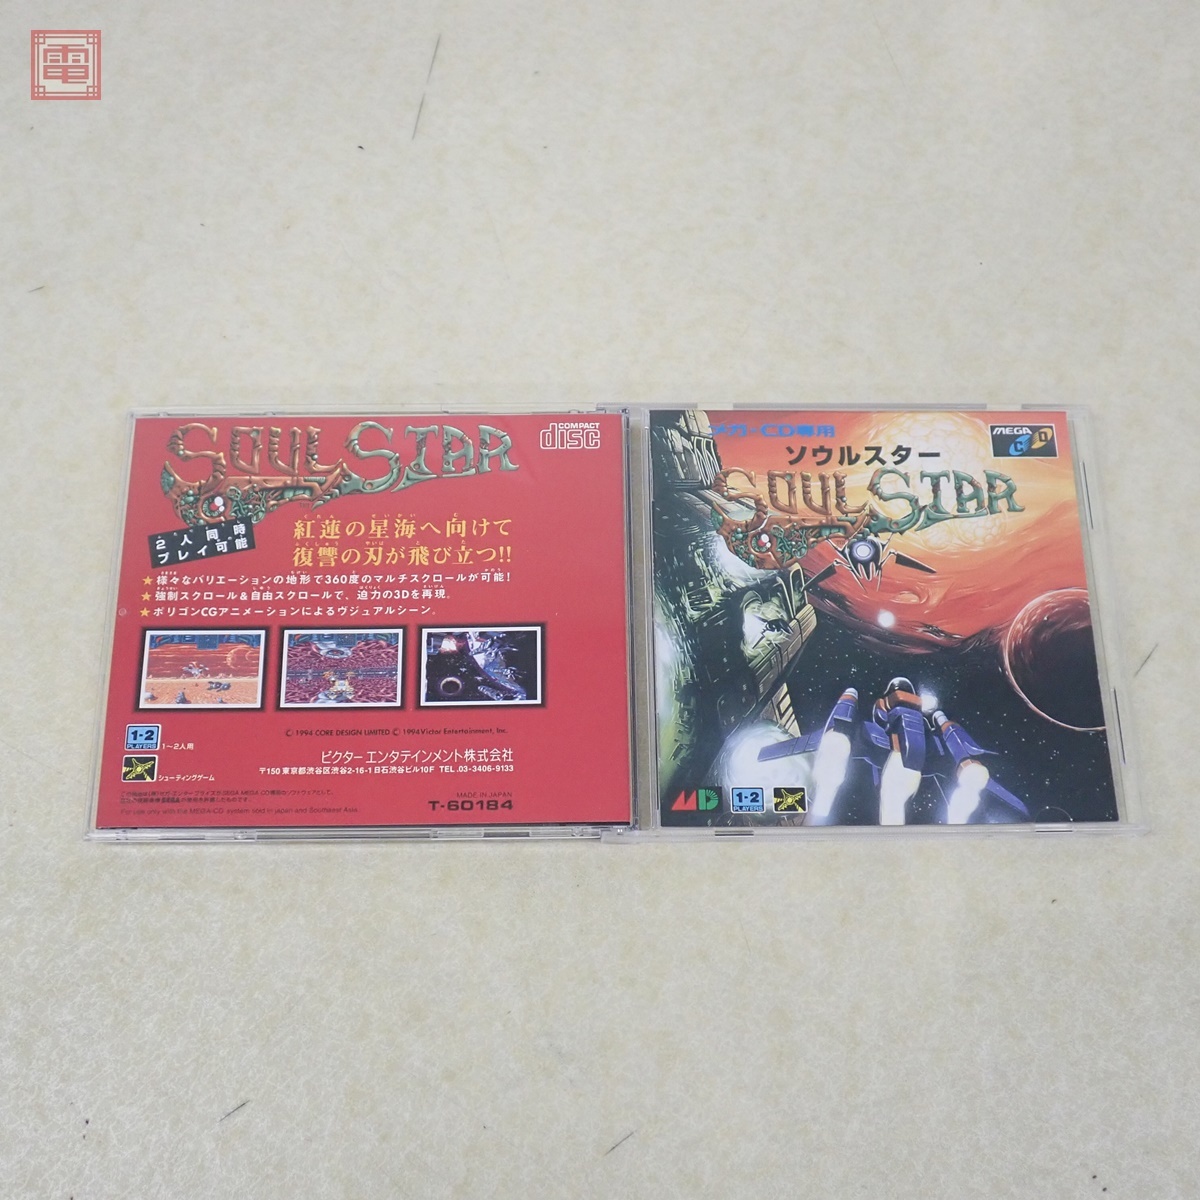 電
SOUL STAR
COMPACT
disc
2人同時
プレイ可能
紅蓮の星海へ向けて
復讐の刃が飛び立つ!!
★様々なバリエーションの地形で360度のマルチスクロールが可能!
★強制スクロール&自由スクロールで、迫力の3Dを再現。
★ポリゴンCGアニメーションによるヴジュアルシーン。
© 1994 CORE DESIGN LIMITED © 1994 Victor Entertainment, Inc.
1-2
PLAYERS
1〜2人用
ビクターエンタテインメント株式会社
〒150 東京都渋谷区渋谷2-16-1 日石渋谷ビル10F TEL.03-3406-9133
シューティングゲーム
MADE IN JAPAN
T-60184
For use only with the MEGA-CD system sold in Japan and Southeast Asia.
メガ・CD専用
MEGA
CD
ソウルスター
SOUL STAR
MD
1-2
PLAYERS